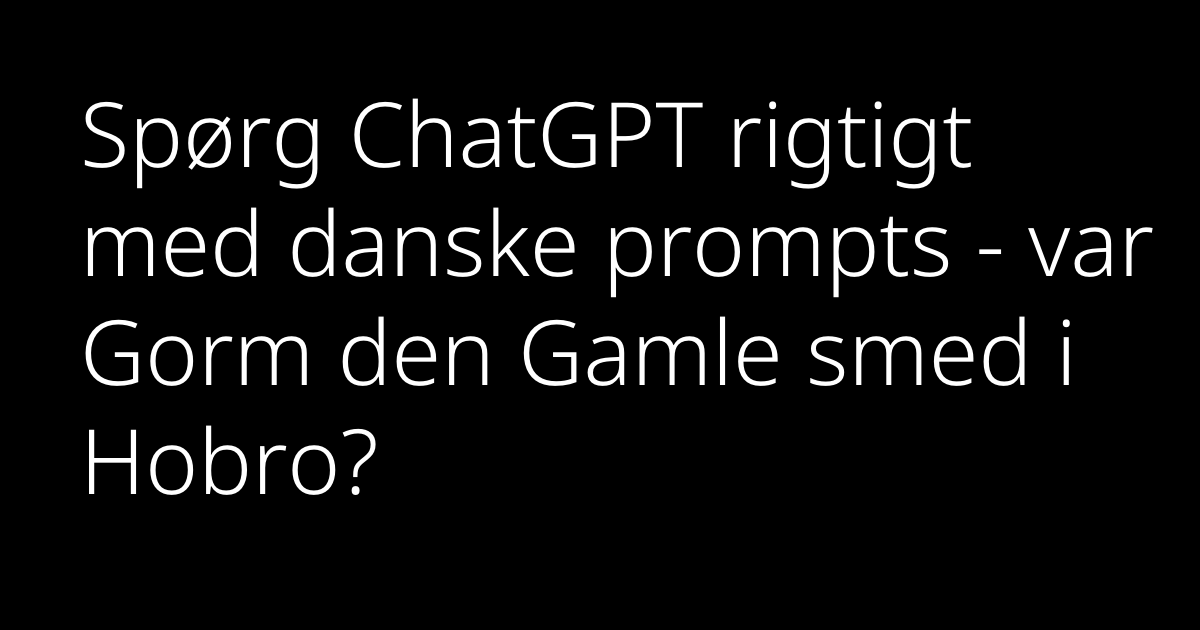 Spørg ChatGPT rigtigt
med danske prompts - var
Gorm den Gamle smed i
Hobro?